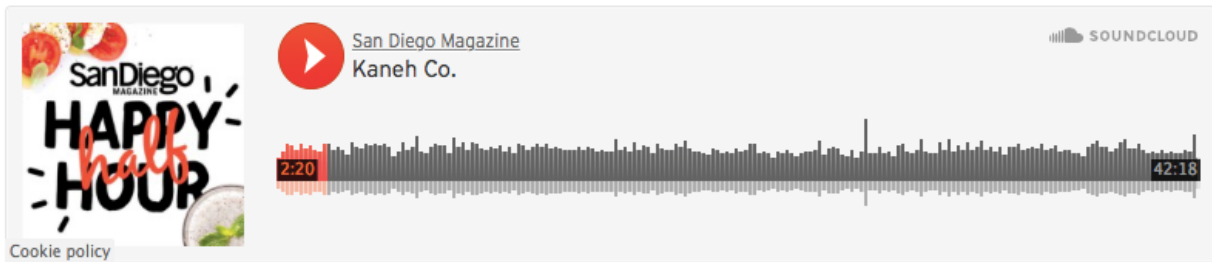 SanDiego
MAGAZINE
HAPPY
half
HOUR
San Diego Magazine
Kaneh Co.
SOUNDCLOUD
2:20
42:18
Cookie policy